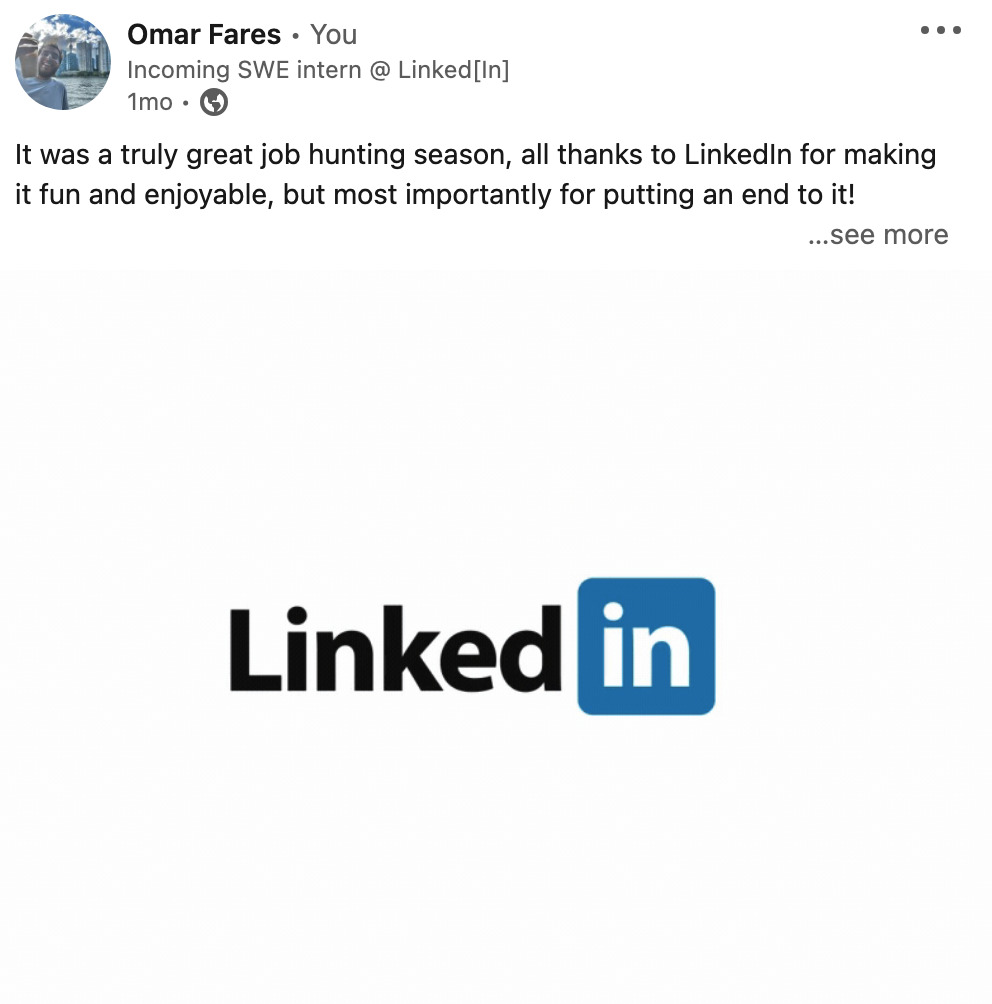 Omar Fares • You
Incoming SWE intern @ Linked[In]
1mo •
It was a truly great job hunting season, all thanks to LinkedIn for making
it fun and enjoyable, but most importantly for putting an end to it!
...see more
Linked in